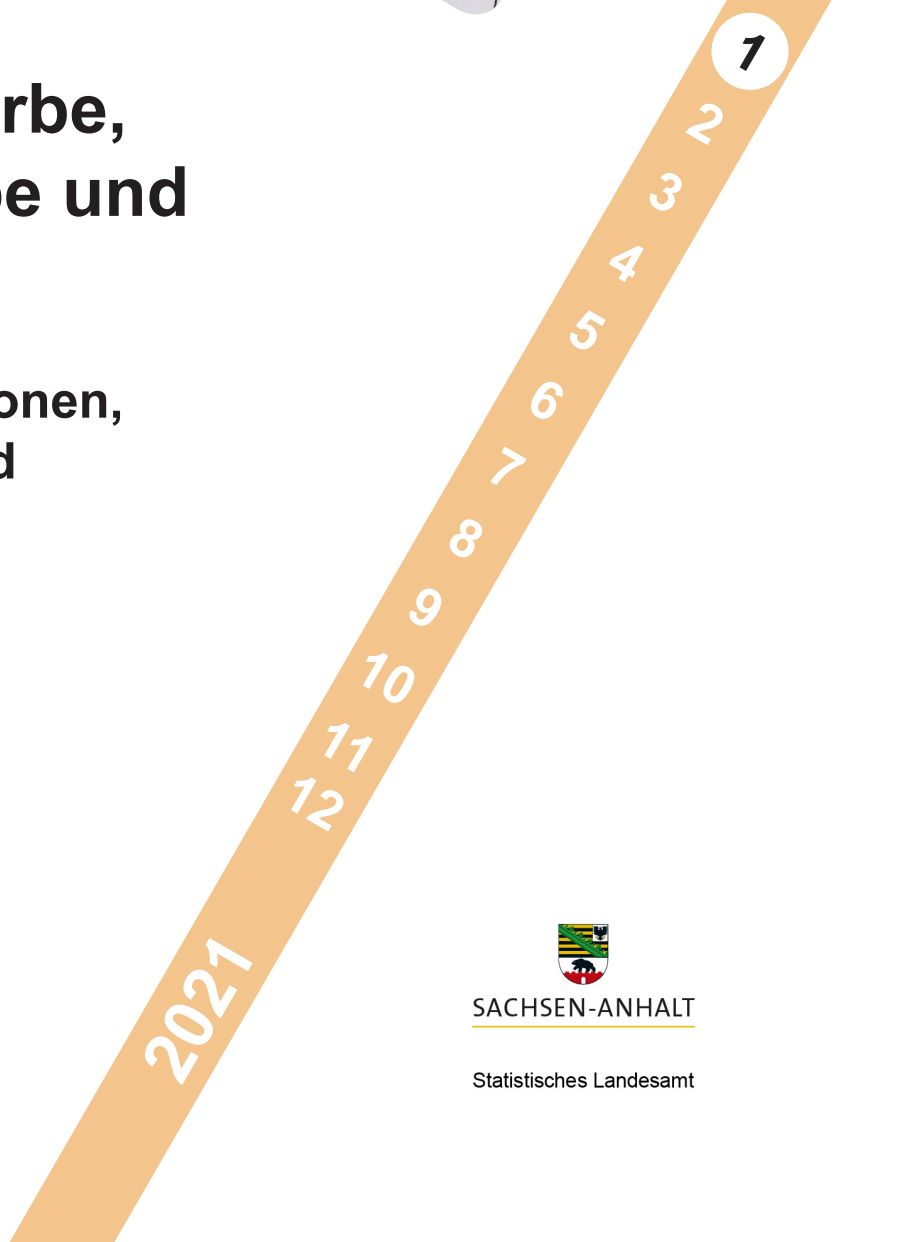 rbe,
e und
onen,
1
2
3
4
5
6
7
8
9
10
11
12
2021
SACHSEN-ANHALT
Statistisches Landesamt